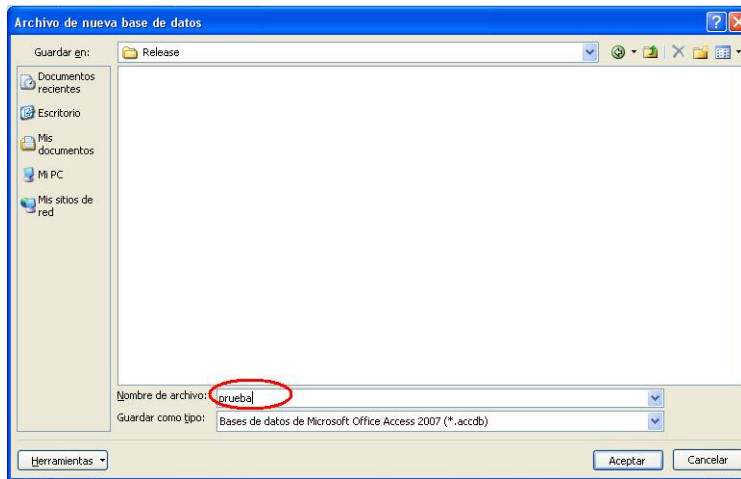 Archivo de nueva base de datos
Guardar en:
Release
Documentos
recientes
Escritorio
Mis
documentos
Mi PC
Mis sitios de
red
Nombre de archivo:
prueba
Guardar como tipo:
Bases de datos de Microsoft Office Access 2007 (*.accdb)
Herramientas
Aceptar
Cancelar